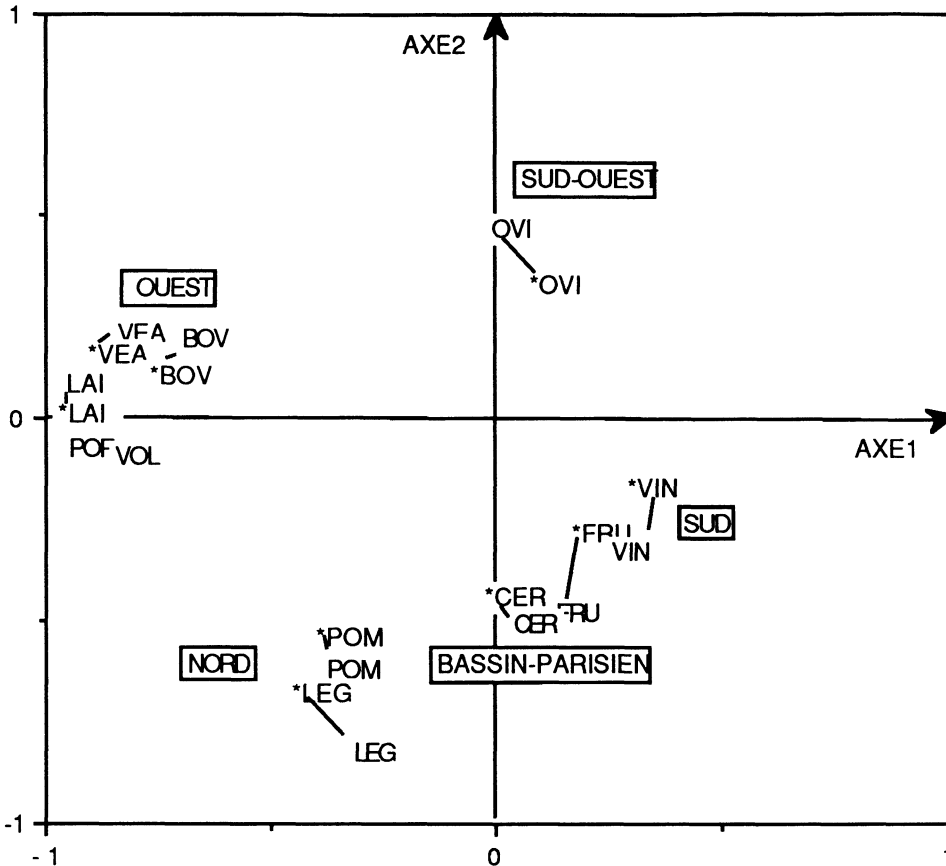 1
AXE2
SUD-OUEST
OVI
*OVI
OUEST
VEA
BOV
*VEA
*BOV
LAI
*LAI
0
POF
VOL
AXE1
*VIN
SUD
*FRU
VIN
*CER
FRU
CER
*POM
NORD
POM
BASSIN-PARISIEN
*LEG
LEG
-1
-1
0
1